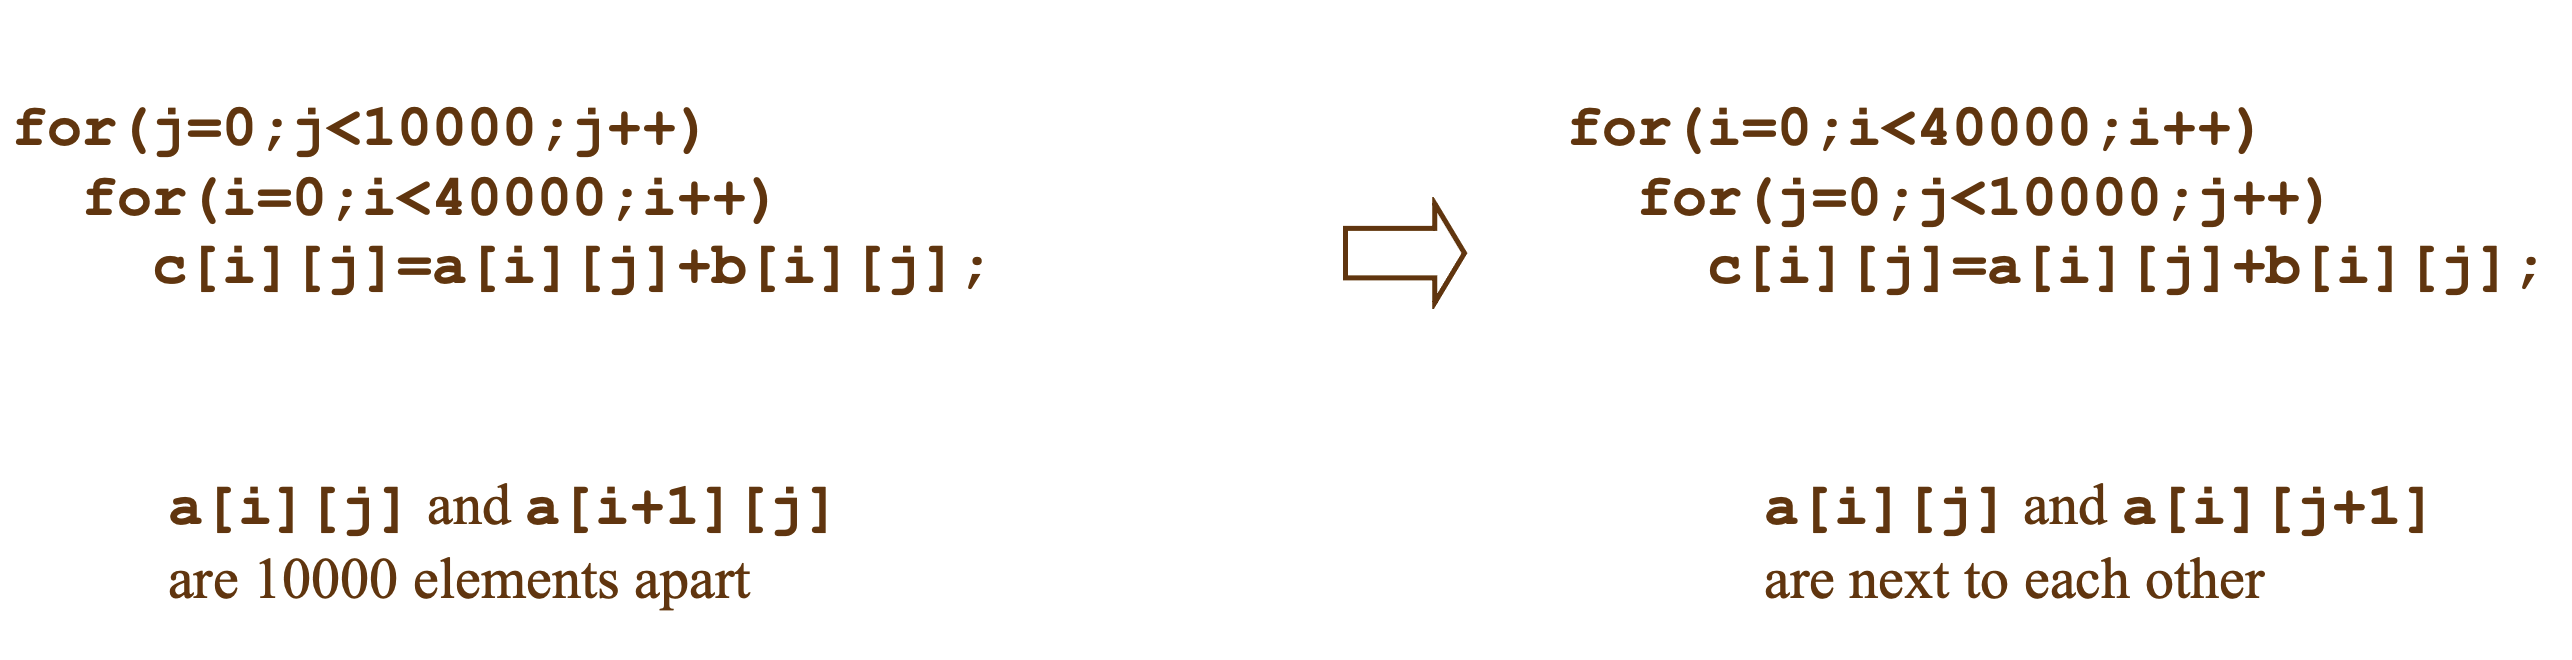 for(j=0;j<10000;j++)
for(i=0;i<40000;i++)
c[i][j]=a[i][j]+b[i][j];
a[i][j] and a[i+1][j]
are 10000 elements apart
for(i=0;i<40000;i++)
for(j=0;j<10000;j++)
c[i][j]=a[i][j]+b[i][j];
a[i][j] and a[i][j+1]
are next to each other